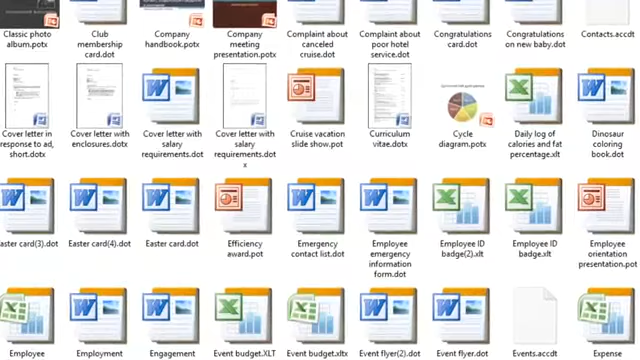 Classic photo
album.potx
Club
membership
card.dot
Company
handbook.potx
Company
meeting
presentation.potx
Complaint about
canceled
cruise.dot
Complaint about
poor hotel
service.dot
Congratulations
card.dot
Congratulations
on new baby.dot
Contacts.accdt
Cover letter in
response to ad,
short.dotx
Cover letter with
enclosures.dotx
Cover letter with
salary
requirements.dot
Cover letter with
salary
requirements.dot
x
Cruise vacation
slide show.pot
Curriculum
vitae.dotx
Cycle
diagram.potx
Daily log of
calories and fat
percentage.xlt
Dinosaur
coloring
book.dot
aster card(3).dot
Easter card(4).dot
Easter card.dot
Efficiency
award.pot
Emergency
contact list.dot
Employee
emergency
information
form.dot
Employee ID
badge(2).xlt
Employee ID
badge.xlt
Employee
orientation
presentation.pot
Employee
Employment
Engagement
Event budget.XLT
Event budget.xltx
Event flyer(2).dot
Event flyer.dot
Events.accdt
Expense